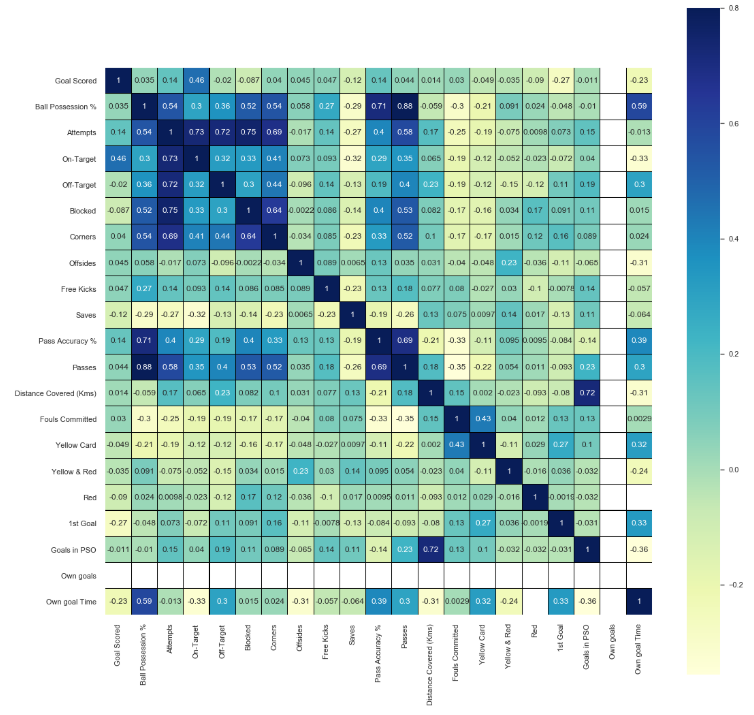 0.8
Goal Scored 1 0.035 0.14 0.46 -0.02 -0.087 0.04 0.045 0.047 -0.12 0.14 0.044 0.014 0.03 -0.049 -0.035 -0.09 -0.27 -0.011 -0.23
Ball Possession % 0.035 1 0.54 0.3 0.36 0.52 0.54 0.058 0.27 -0.29 0.71 0.88 -0.059 -0.3 -0.21 0.091 0.024 -0.048 -0.01 0.59
0.6
Attempts 0.14 0.54 1 0.73 0.72 0.75 0.69 -0.017 0.14 -0.27 0.4 0.58 0.17 -0.25 -0.19 -0.075 0.0098 0.073 0.15 -0.013
On-Target 0.46 0.3 0.73 1 0.32 0.33 0.41 0.073 0.093 -0.32 0.29 0.35 0.065 -0.19 -0.12 -0.052 -0.023 -0.072 0.04 -0.33
Off-Target -0.02 0.36 0.72 0.32 1 0.3 0.44 -0.096 0.14 -0.13 0.19 0.4 0.23 -0.19 -0.12 -0.15 -0.12 0.11 0.19 0.3
Blocked -0.087 0.52 0.75 0.33 0.3 1 0.64 -0.0022 0.086 -0.14 0.4 0.53 0.082 -0.17 -0.16 0.034 0.17 0.091 0.11 0.015
Corners 0.04 0.54 0.69 0.41 0.44 0.64 1 -0.034 0.085 -0.23 0.33 0.52 0.1 -0.17 -0.17 0.015 0.12 0.16 0.089 0.024
0.4
Offsides 0.045 0.058 -0.017 0.073 -0.096 -0.0022 -0.034 1 0.089 0.0065 0.13 0.035 0.031 -0.04 -0.048 0.23 -0.036 -0.11 -0.065 -0.31
Free Kicks 0.047 0.27 0.14 0.093 0.14 0.086 0.085 0.089 1 -0.23 0.13 0.18 0.077 0.08 -0.027 0.03 -0.1 -0.0078 0.14 -0.057
Saves -0.12 -0.29 -0.27 -0.32 -0.13 -0.14 -0.23 0.0065 -0.23 1 -0.19 -0.26 0.13 0.075 0.0097 0.14 0.017 -0.13 0.11 -0.064
Pass Accuracy % 0.14 0.71 0.4 0.29 0.19 0.4 0.33 0.13 0.13 -0.19 1 0.69 -0.21 -0.33 -0.11 0.095 0.0095 -0.084 -0.14 0.39
0.2
Passes 0.044 0.88 0.58 0.35 0.4 0.53 0.52 0.035 0.18 -0.26 0.69 1 0.18 -0.35 -0.22 0.054 0.011 -0.093 0.23 0.3
Distance Covered (Kms) 0.014 -0.059 0.17 0.065 0.23 0.082 0.1 0.031 0.077 0.13 -0.21 0.18 1 0.15 0.002 -0.023 -0.093 -0.08 0.72 -0.31
Fouls Committed 0.03 -0.3 -0.25 -0.19 -0.19 -0.17 -0.17 -0.04 0.08 0.075 -0.33 -0.35 0.15 1 0.43 0.04 0.012 0.13 0.13 0.0029
Yellow Card -0.049 -0.21 -0.19 -0.12 -0.12 -0.16 -0.17 -0.048 -0.027 0.0097 -0.11 -0.22 0.002 0.43 1 -0.11 0.029 0.27 0.1 0.32
0.0
Yellow & Red -0.035 0.091 -0.075 -0.052 -0.15 0.034 0.015 0.23 0.03 0.14 0.095 0.054 -0.023 0.04 -0.11 1 -0.016 0.036 -0.032 -0.24
Red -0.09 0.024 0.0098 -0.023 -0.12 0.17 0.12 -0.036 -0.1 0.017 0.0095 0.011 -0.093 0.012 0.029 -0.016 1 -0.0019 -0.032
1st Goal -0.27 -0.048 0.073 -0.072 0.11 0.091 0.16 -0.11 -0.0078 -0.13 -0.084 -0.093 -0.08 0.13 0.27 0.036 -0.0019 1 -0.031 0.33
Goals in PSO -0.011 -0.01 0.15 0.04 0.19 0.11 0.089 -0.065 0.14 0.11 -0.14 0.23 0.72 0.13 0.1 -0.032 -0.032 -0.031 1 -0.36
Own goals
−0.2
Own goal Time -0.23 0.59 -0.013 -0.33 0.3 0.015 0.024 -0.31 -0.057 -0.064 0.39 0.3 -0.31 0.0029 0.32 -0.24 0.33 -0.36 1
Goal Scored
Ball Possession %
Attempts
On-Target
Off-Target
Blocked
Corners
Offsides
Free Kicks
Saves
Pass Accuracy %
Passes
Distance Covered (Kms)
Fouls Committed
Yellow Card
Yellow & Red
Red
1st Goal
Goals in PSO
Own goals
Own goal Time